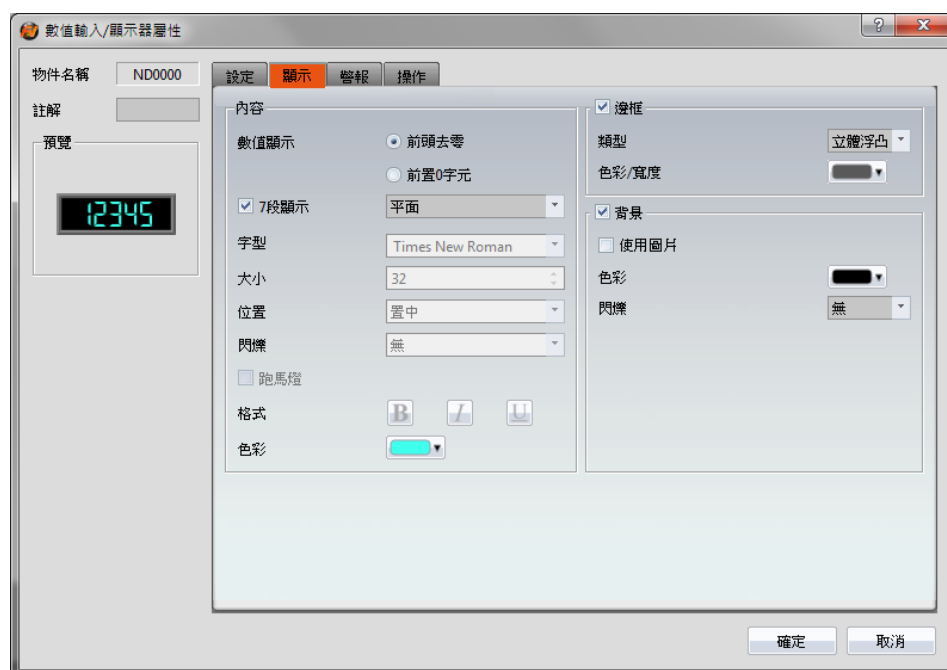 數值輸入/顯示器屬性
物件名稱 ND0000
註解
預覽
12345
設定 顯示 警報 操作
內容
數值顯示 前頭去零
前置0字元
7段顯示 平面
字型 Times New Roman
大小 32
位置 置中
閃爍 無
跑馬燈
格式 B I U
色彩
邊框
類型 立體浮凸
色彩/寬度
背景
使用圖片
色彩
閃爍 無
確定 取消